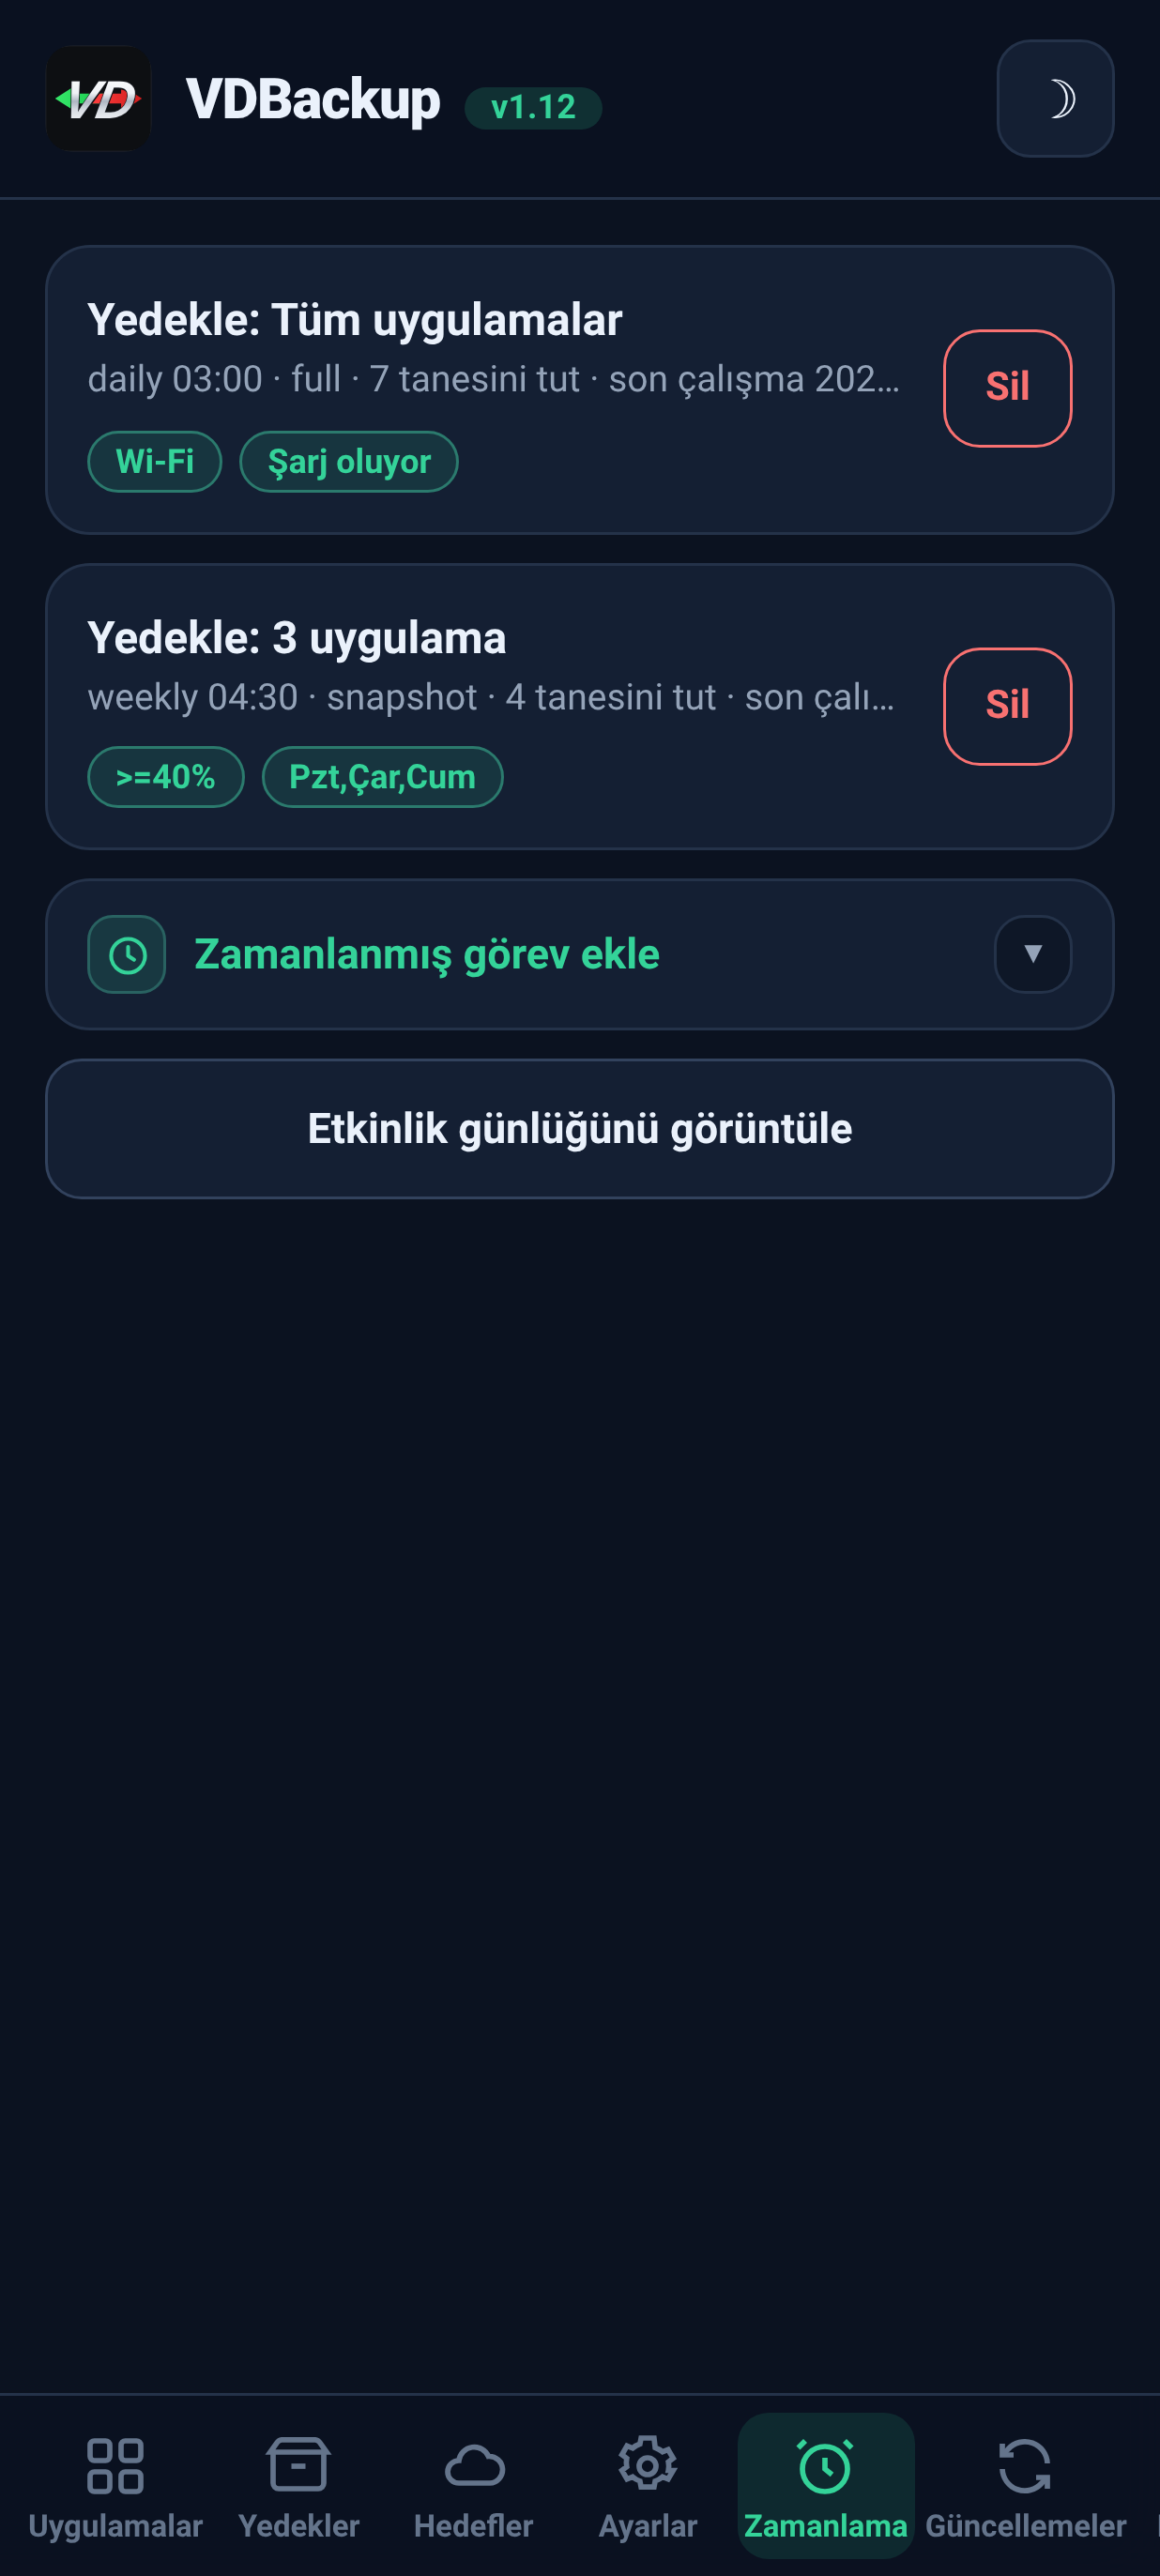 VD
VDBackup v1.12
Yedekle: Tüm uygulamalar
daily 03:00 · full · 7 tanesini tut · son çalışma 202…
Sil
Wi-Fi
Şarj oluyor
Yedekle: 3 uygulama
weekly 04:30 · snapshot · 4 tanesini tut · son çalı…
Sil
>=40%
Pzt,Çar,Cum
Zamanlanmış görev ekle
Etkinlik günlüğünü görüntüle
Uygulamalar
Yedekler
Hedefler
Ayarlar
Zamanlama
Güncellemeler